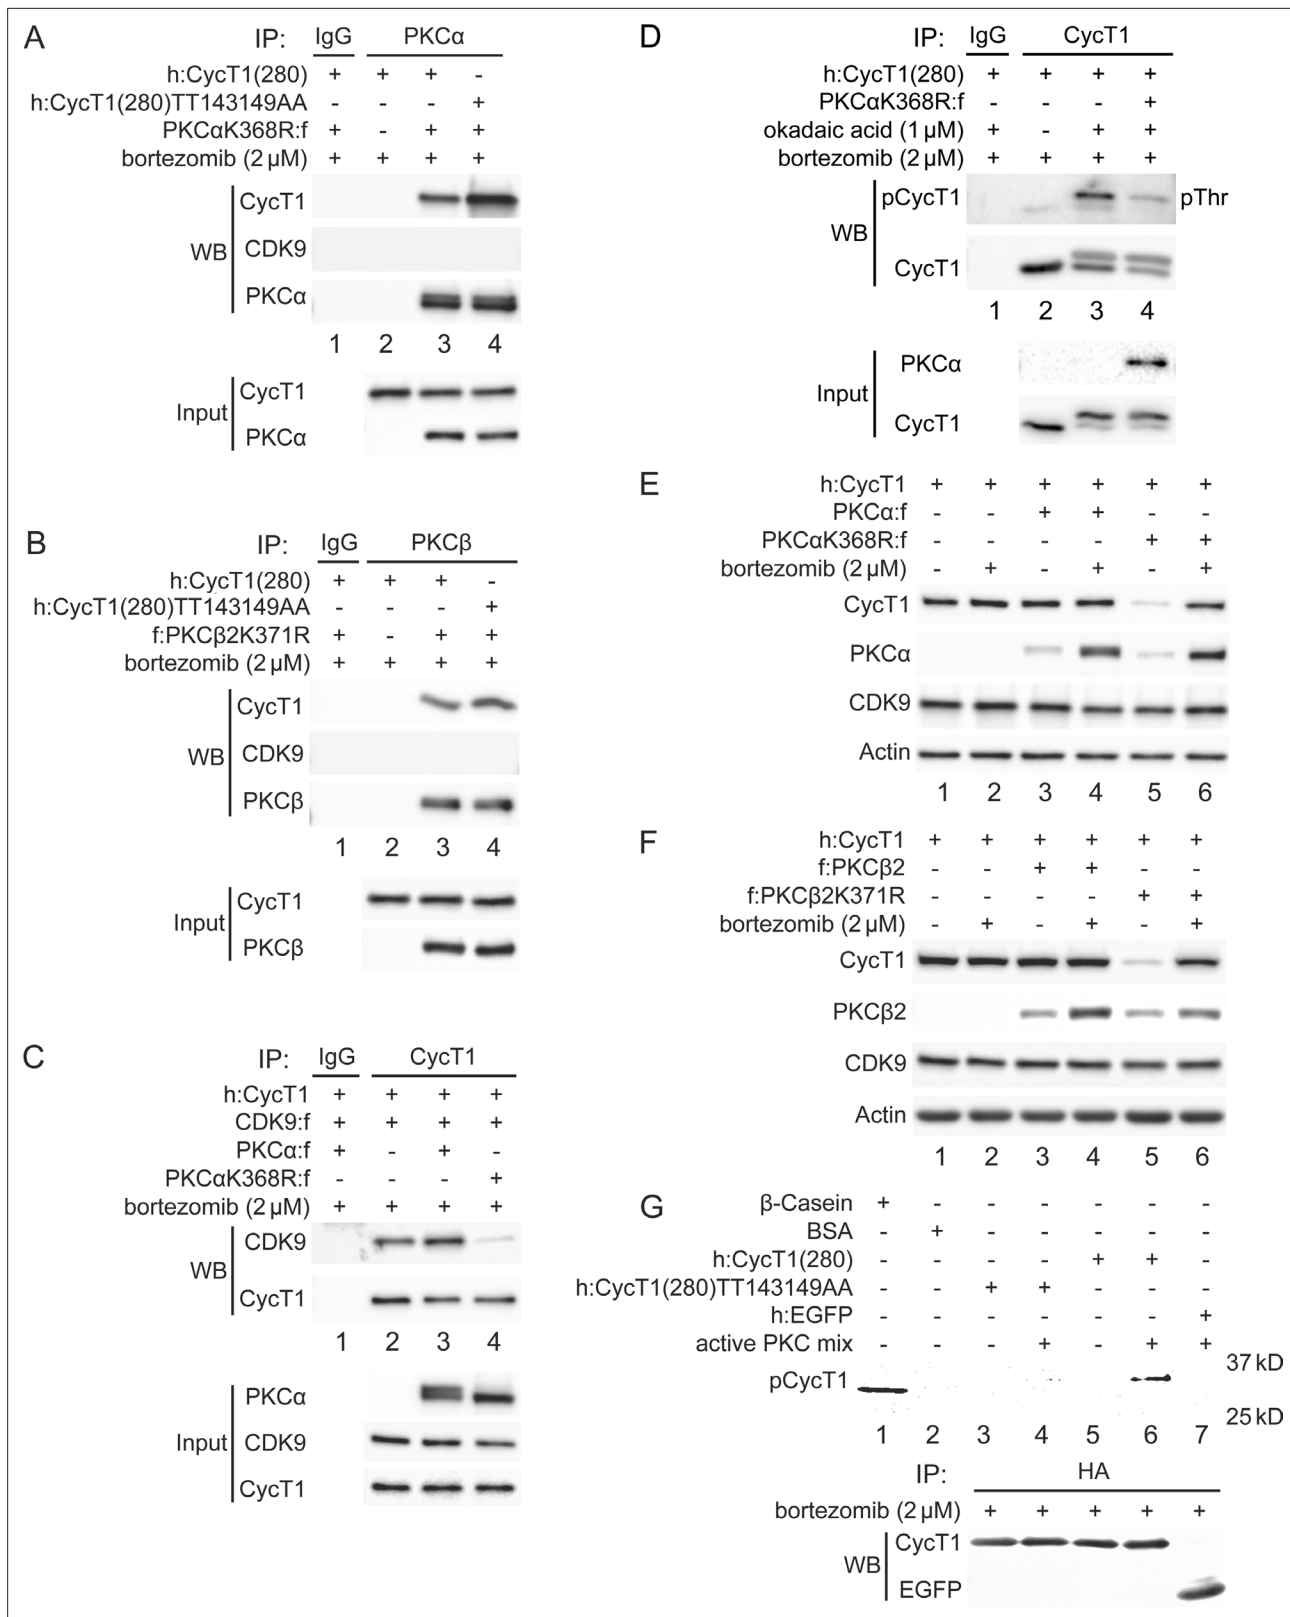 A
IP: IgG PKCα
h:CycT1(280) + + + -
h:CycT1(280)TT143149AA - - - +
PKCαK368R:f + - + +
bortezomib (2 µM) + + + +
CycT1
WB CDK9
PKCα
1 2 3 4
CycT1
Input
PKCα
B
IP: IgG PKCβ
h:CycT1(280) + + + -
h:CycT1(280)TT143149AA - - - +
f:PKCβ2K371R + - + +
bortezomib (2 µM) + + + +
CycT1
WB CDK9
PKCβ
1 2 3 4
CycT1
Input
PKCβ
C
IP: IgG CycT1
h:CycT1 + + + +
CDK9:f + + + +
PKCα:f + - + -
PKCαK368R:f - - - +
bortezomib (2 µM) + + + +
CDK9
WB
CycT1
1 2 3 4
PKCα
Input CDK9
CycT1
D
IP: IgG CycT1
h:CycT1(280) + + + +
PKCαK368R:f - - - +
okadaic acid (1 µM) + - + +
bortezomib (2 µM) + + + +
pCycT1 pThr
WB
CycT1
1 2 3 4
PKCα
Input
CycT1
E
h:CycT1 + + + + + +
PKCα:f - - + + - -
PKCαK368R:f - - - - + +
bortezomib (2 µM) - + - + - +
CycT1
PKCα
CDK9
Actin
1 2 3 4 5 6
F
h:CycT1 + + + + + +
f:PKCβ2 - - + + - -
f:PKCβ2K371R - - - - + +
bortezomib (2 µM) - + - + - +
CycT1
PKCβ2
CDK9
Actin
1 2 3 4 5 6
G
β-Casein + - - - - - -
BSA - + - - - - -
h:CycT1(280) - - - - + + -
h:CycT1(280)TT143149AA - - + + - - -
h:EGFP - - - - - - +
active PKC mix - - - + - + +
37 kD
pCycT1
25 kD
1 2 3 4 5 6 7
IP: HA
bortezomib (2 µM) + + + + +
CycT1
WB
EGFP